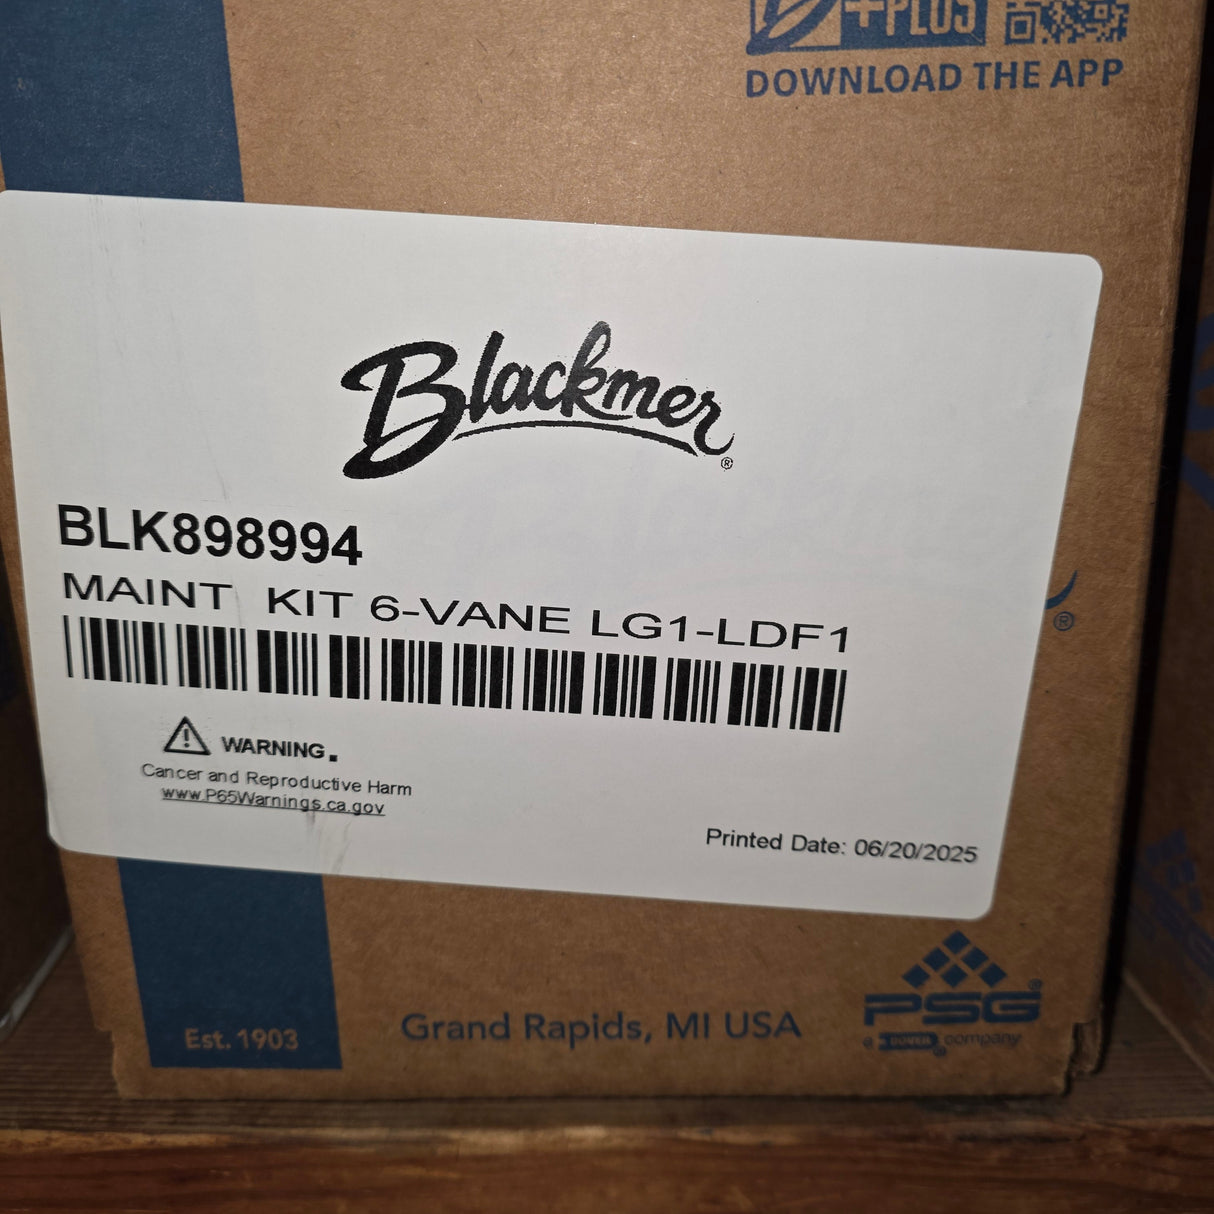 +PLUS
DOWNLOAD THE APP
Blackmer®
BLK898994
MAINT KIT 6-VANE LG1-LDF1
WARNING.
Cancer and Reproductive Harm
www.P65Warnings.ca.gov
Printed Date: 06/20/2025
®
Est. 1903
Grand Rapids, MI USA
PSG®
a DOVER® company